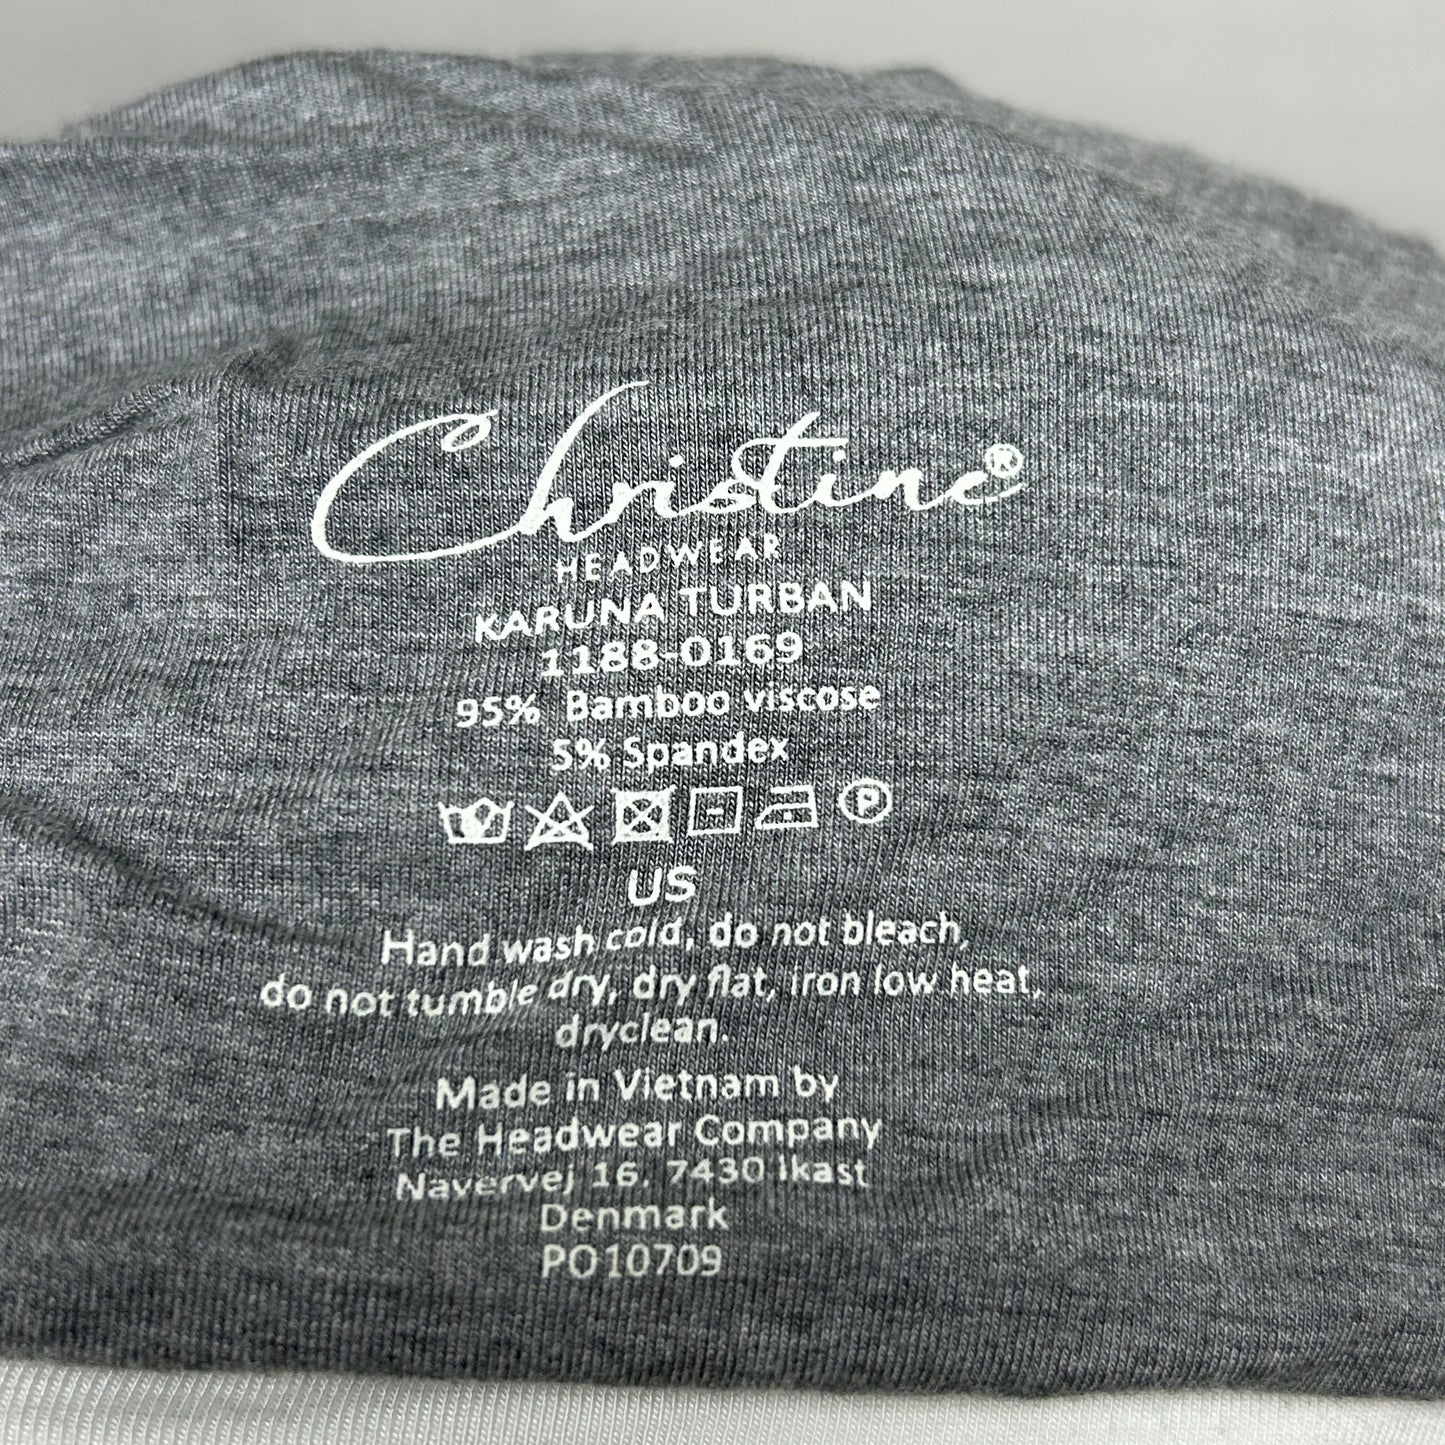 Christine®
HEADWEAR
KARUNA TURBAN
1188-0169
95% Bamboo viscose
5% Spandex
P
US
Hand wash cold, do not bleach,
do not tumble dry, dry flat, iron low heat,
dryclean.
Made in Vietnam by
The Headwear Company
Navervej 16, 7430 Ikast
Denmark
PO10709